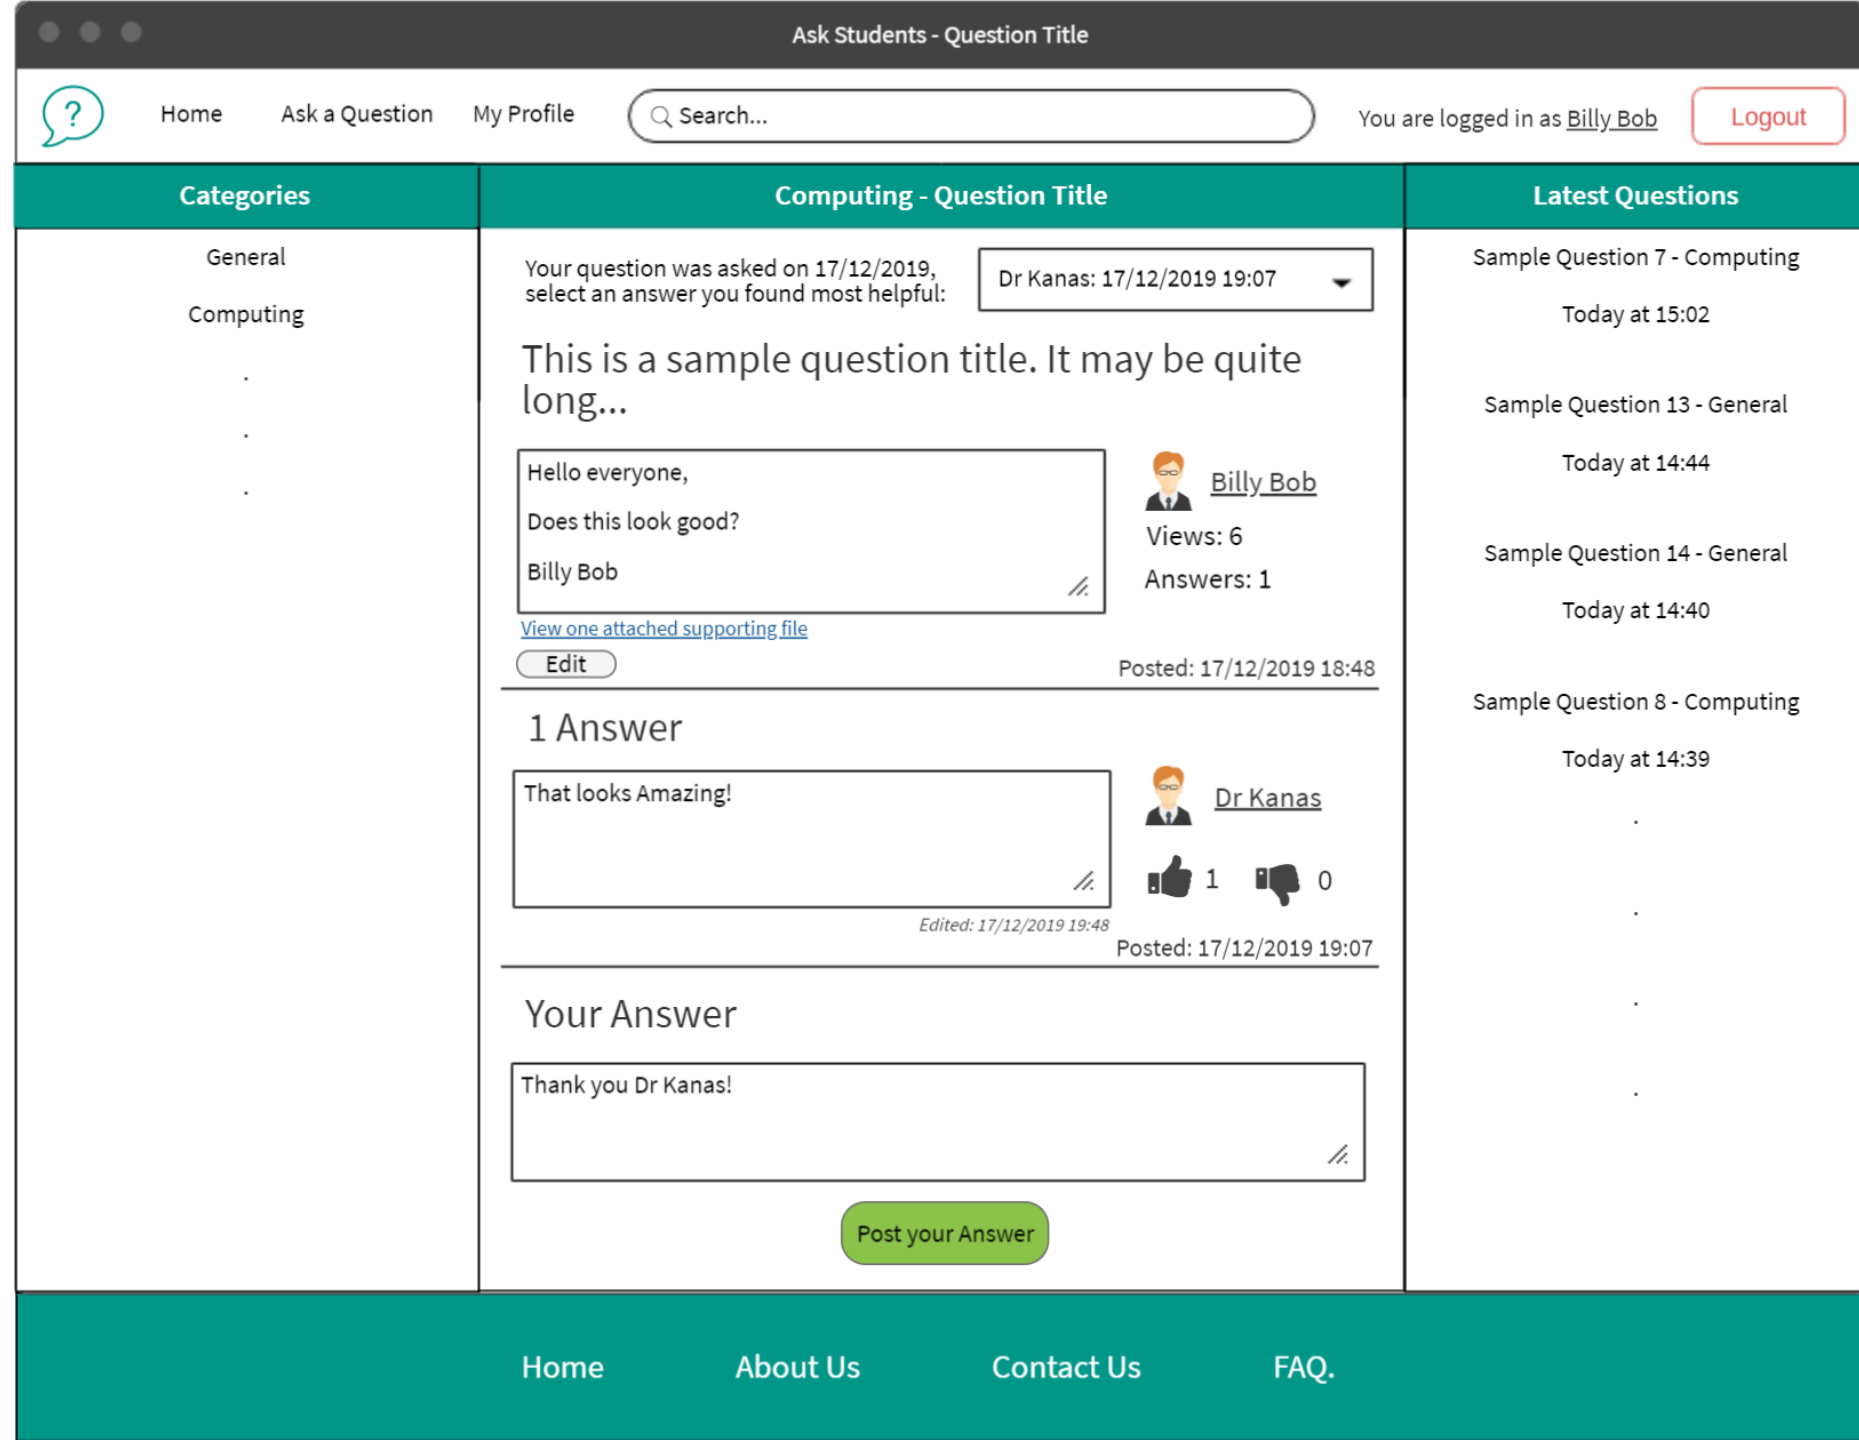 Ask Students - Question Title
?
Home
Ask a Question
My Profile
Search...
You are logged in as Billy Bob
Logout
Categories
General
Computing
.
.
.
Computing - Question Title
Your question was asked on 17/12/2019,
select an answer you found most helpful:
Dr Kanas: 17/12/2019 19:07
This is a sample question title. It may be quite
long...
Hello everyone,
Does this look good?
Billy Bob
Billy Bob
Views: 6
Answers: 1
View one attached supporting file
Edit
Posted: 17/12/2019 18:48
1 Answer
That looks Amazing!
Dr Kanas
1
0
Edited: 17/12/2019 19:48
Posted: 17/12/2019 19:07
Your Answer
Thank you Dr Kanas!
Post your Answer
Latest Questions
Sample Question 7 - Computing
Today at 15:02
Sample Question 13 - General
Today at 14:44
Sample Question 14 - General
Today at 14:40
Sample Question 8 - Computing
Today at 14:39
.
.
.
.
Home
About Us
Contact Us
FAQ.